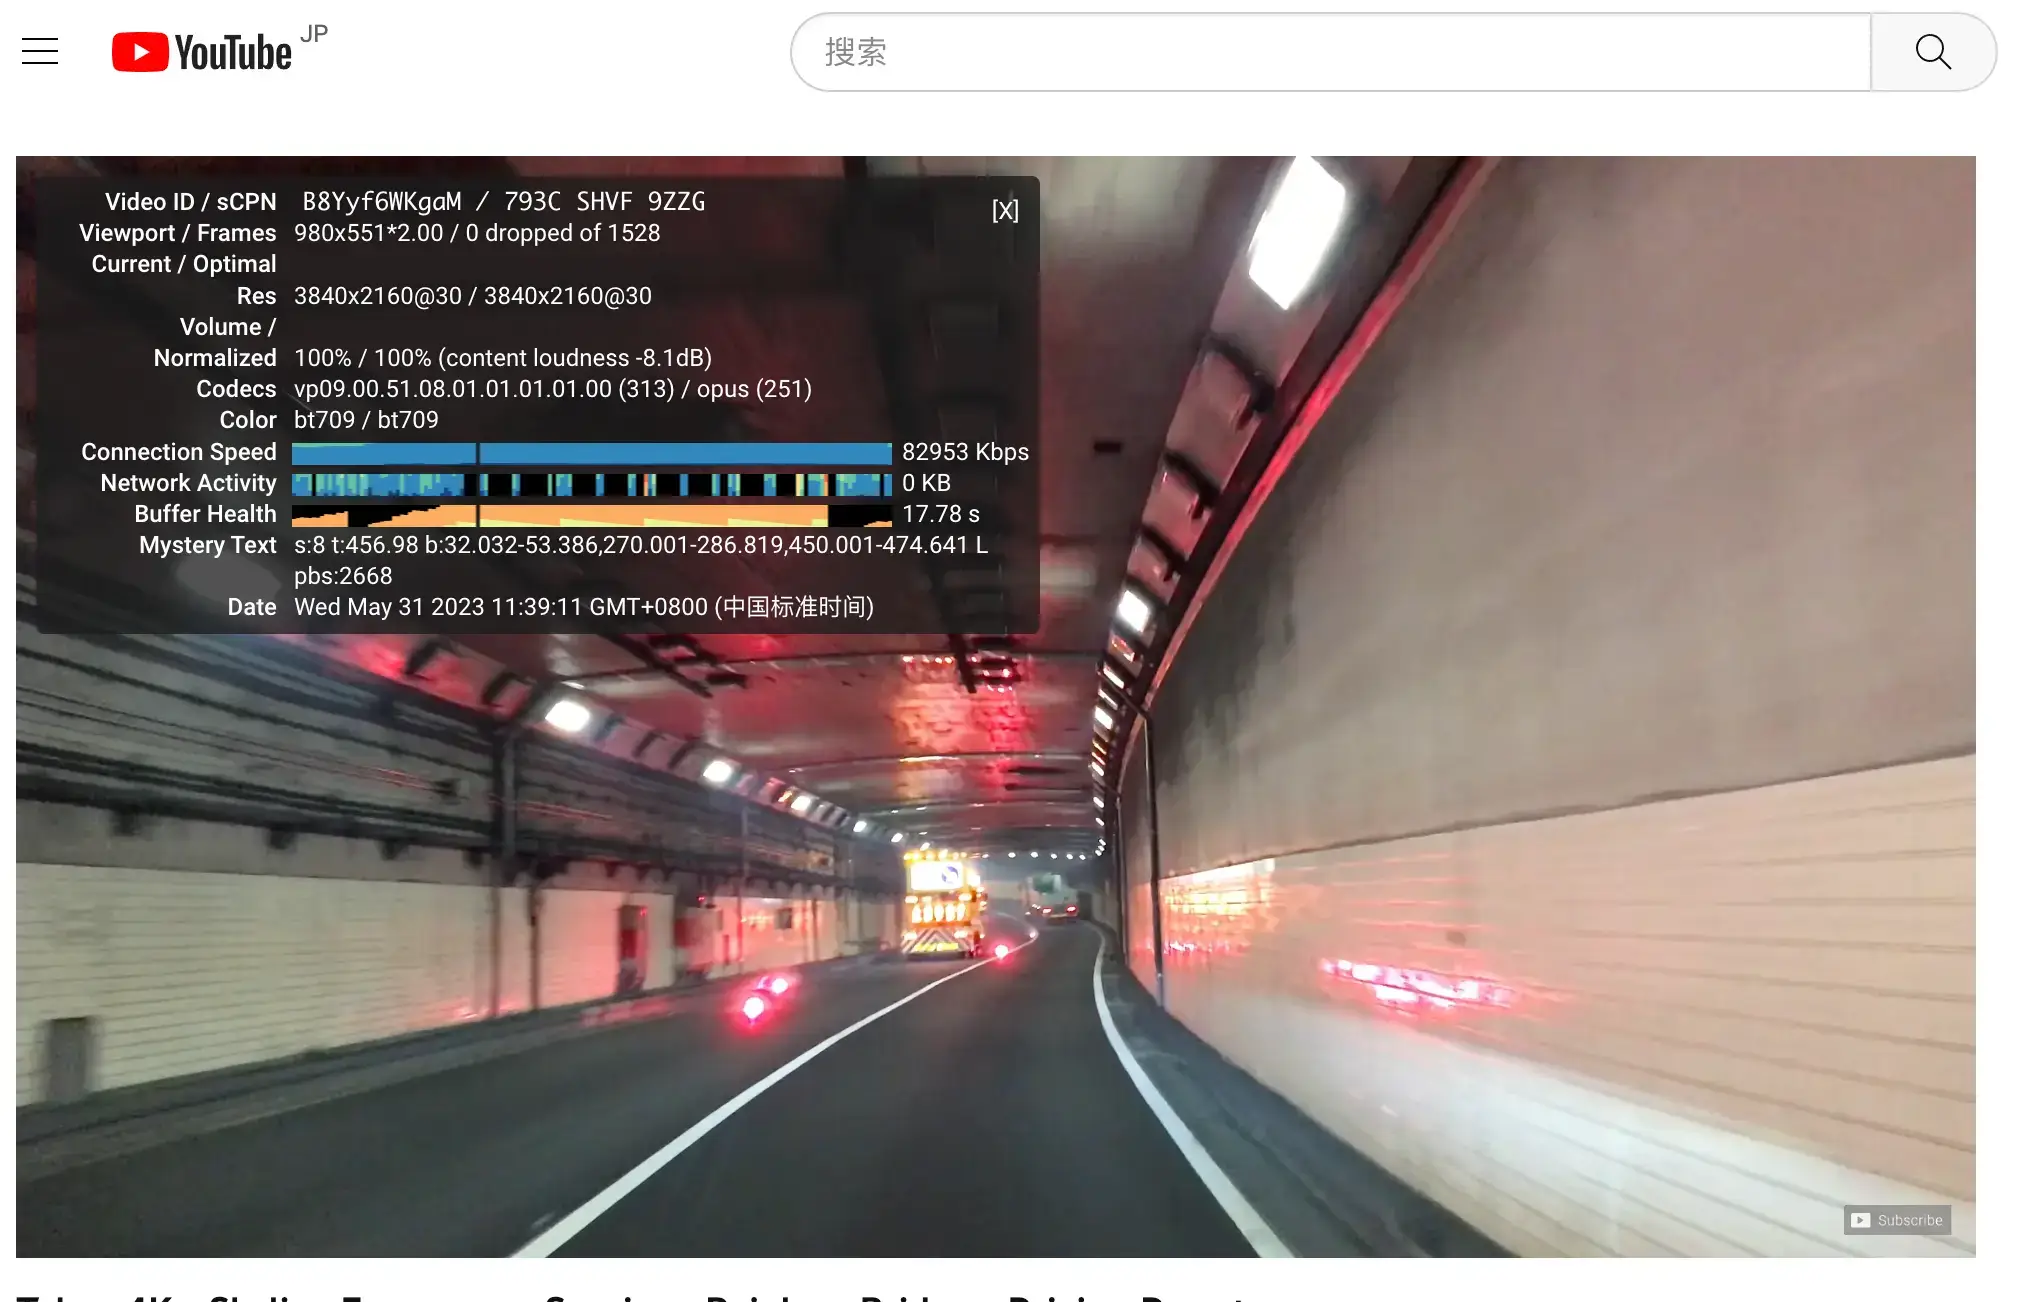 YouTube JP
搜索
Video ID / sCPN B8Yyf6WKgaM / 793C SHVF 9ZZG
[X]
Viewport / Frames 980x551*2.00 / 0 dropped of 1528
Current / Optimal
Res 3840x2160@30 / 3840x2160@30
Volume /
Normalized 100% / 100% (content loudness -8.1dB)
Codecs vp09.00.51.08.01.01.01.01.00 (313) / opus (251)
Color bt709 / bt709
Connection Speed 82953 Kbps
Network Activity 0 KB
Buffer Health 17.78 s
Mystery Text s:8 t:456.98 b:32.032-53.386,270.001-286.819,450.001-474.641 L
pbs:2668
Date Wed May 31 2023 11:39:11 GMT+0800 (中国标准时间)
Subscribe